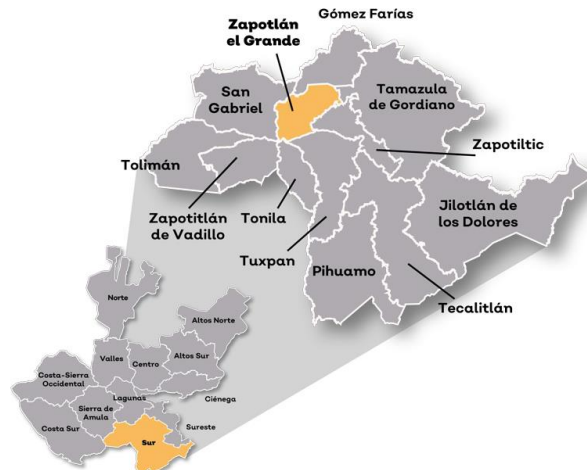 Gómez Farías
Zapotlán
el Grande
San
Gabriel
Tamazula
de Gordiano
Zapotiltic
Tolimán
Zapotitlán
de Vadillo
Tonila
Jilotlán de
los Dolores
Tuxpan
Pihuamo
Tecalitlán
Norte
Altos Norte
Valles
Centro
Altos Sur
Costa-Sierra
Occidental
Ciénega
Lagunas
Sierra de
Amula
Costa Sur
Sureste
Sur